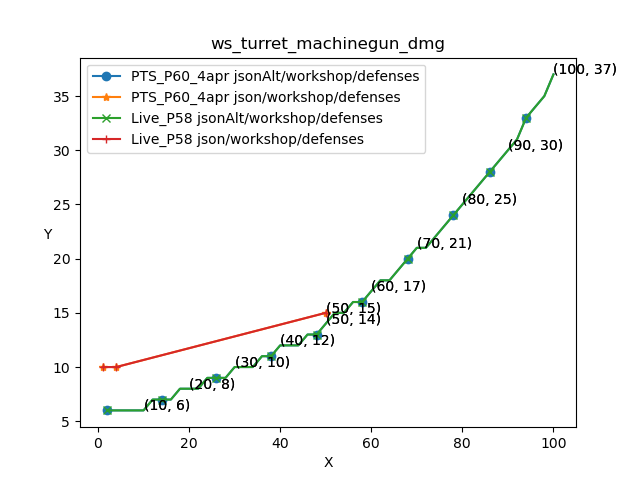 ws_turret_machinegun_dmg
PTS_P60_4apr jsonAlt/workshop/defenses
PTS_P60_4apr json/workshop/defenses
Live_P58 jsonAlt/workshop/defenses
Live_P58 json/workshop/defenses
(100, 37)
(90, 30)
(80, 25)
(70, 21)
(60, 17)
(50, 15)
(50, 14)
(40, 12)
(30, 10)
(20, 8)
(10, 6)
35
30
25
20
15
10
5
Y
0 20 40 60 80 100
X